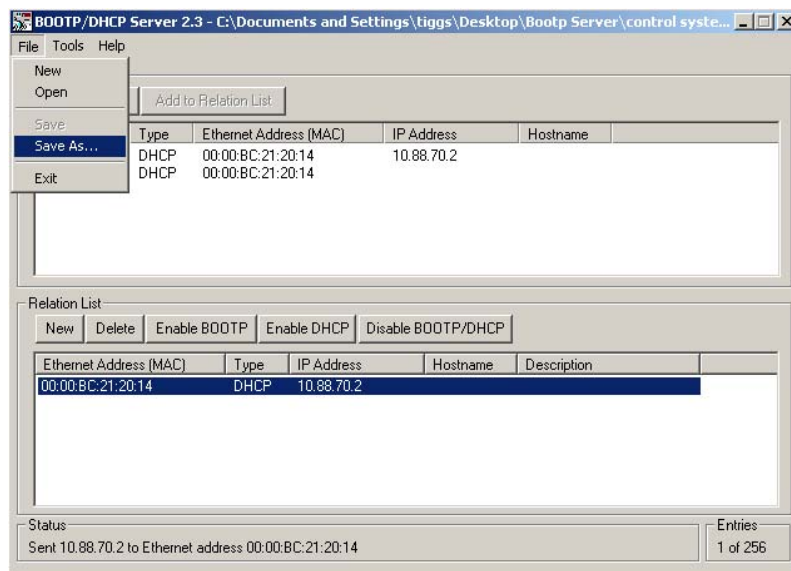 BOOTP/DHCP Server 2.3 - C:\Documents and Settings\tiggs\Desktop\Bootp Server\control syste...
File Tools Help
New
Open
Save
Save As...
Exit
Add to Relation List
Type Ethernet Address (MAC) IP Address Hostname
DHCP 00:00:BC:21:20:14 10.88.70.2
DHCP 00:00:BC:21:20:14
Relation List
New Delete Enable BOOTP Enable DHCP Disable BOOTP/DHCP
Ethernet Address (MAC) Type IP Address Hostname Description
00:00:BC:21:20:14 DHCP 10.88.70.2
Status
Sent 10.88.70.2 to Ethernet address 00:00:BC:21:20:14
Entries
1 of 256